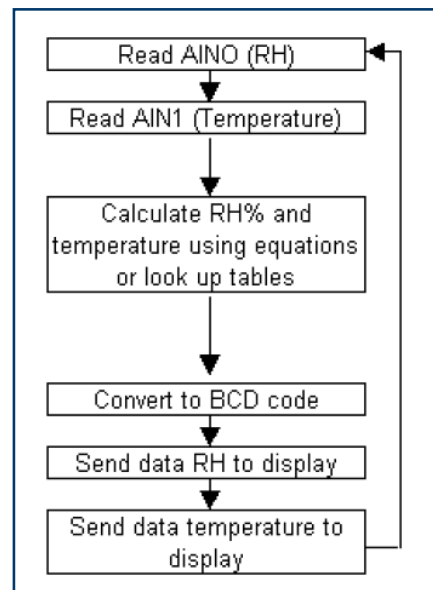 Read AINO (RH)
Read AIN1 (Temperature)
Calculate RH% and
temperature using equations
or look up tables
Convert to BCD code
Send data RH to display
Send data temperature to
display